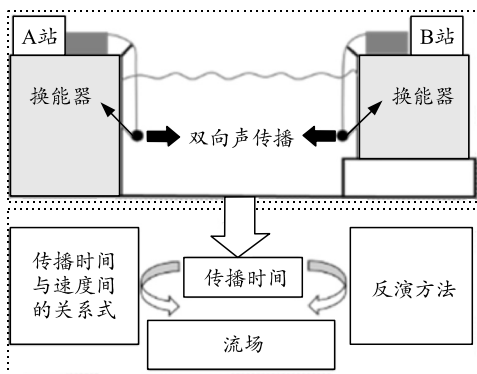 A站
B站
换能器
换能器
双向声传播
传播时间
与速度间
的关系式
传播时间
反演方法
流场